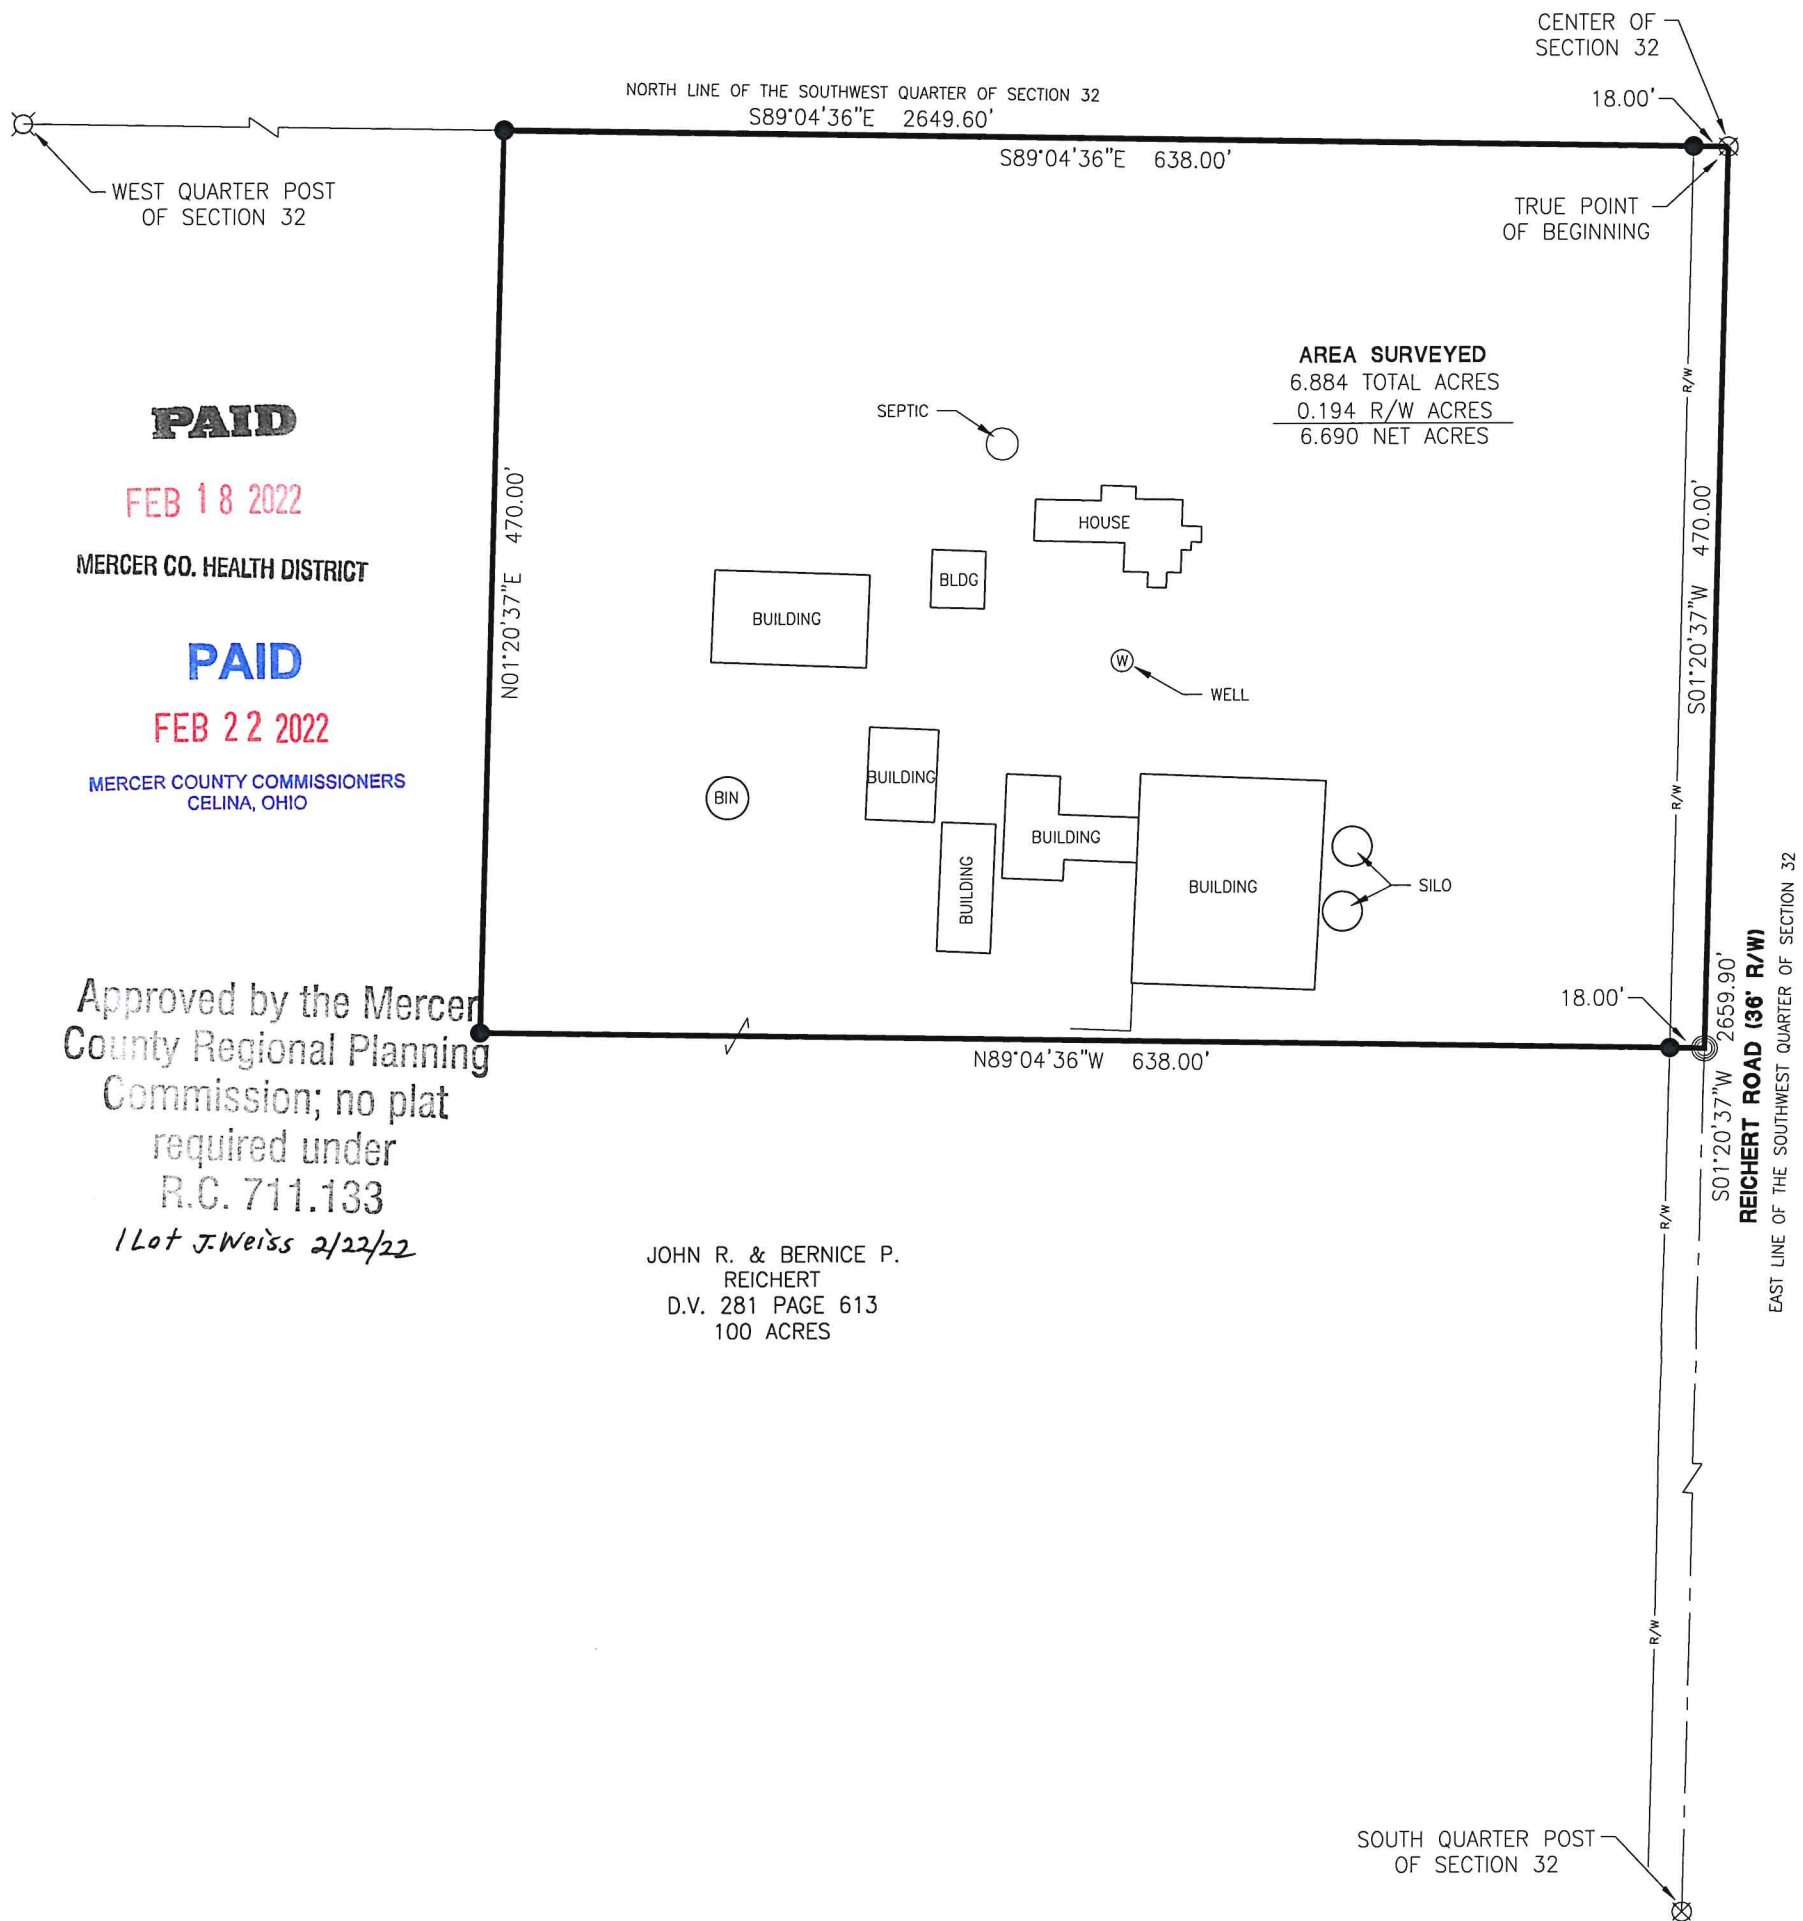 CENTER OF
SECTION 32
NORTH LINE OF THE SOUTHWEST QUARTER OF SECTION 32
S89°04'36"E 2649.60'
18.00'
S89°04'36"E 638.00'
WEST QUARTER POST
OF SECTION 32
TRUE POINT
OF BEGINNING
AREA SURVEYED
6.884 TOTAL ACRES
0.194 R/W ACRES
6.690 NET ACRES
R/W
SEPTIC
PAID
FEB 18 2022
MERCER CO. HEALTH DISTRICT
N01°20'37"E 470.00'
S01°20'37"W 470.00'
HOUSE
BLDG
BUILDING
W
WELL
PAID
FEB 22 2022
MERCER COUNTY COMMISSIONERS
CELINA, OHIO
BUILDING
BIN
R/W
BUILDING
BUILDING
BUILDING
SILO
18.00'
N89°04'36"W 638.00'
S01°20'37"W 2659.90'
REICHERT ROAD (36' R/W)
EAST LINE OF THE SOUTHWEST QUARTER OF SECTION 32
Approved by the Mercer
County Regional Planning
Commission; no plat
required under
R.C. 711.133
1 Lot J.Weiss 2/22/22
R/W
JOHN R. & BERNICE P.
REICHERT
D.V. 281 PAGE 613
100 ACRES
R/W
SOUTH QUARTER POST
OF SECTION 32